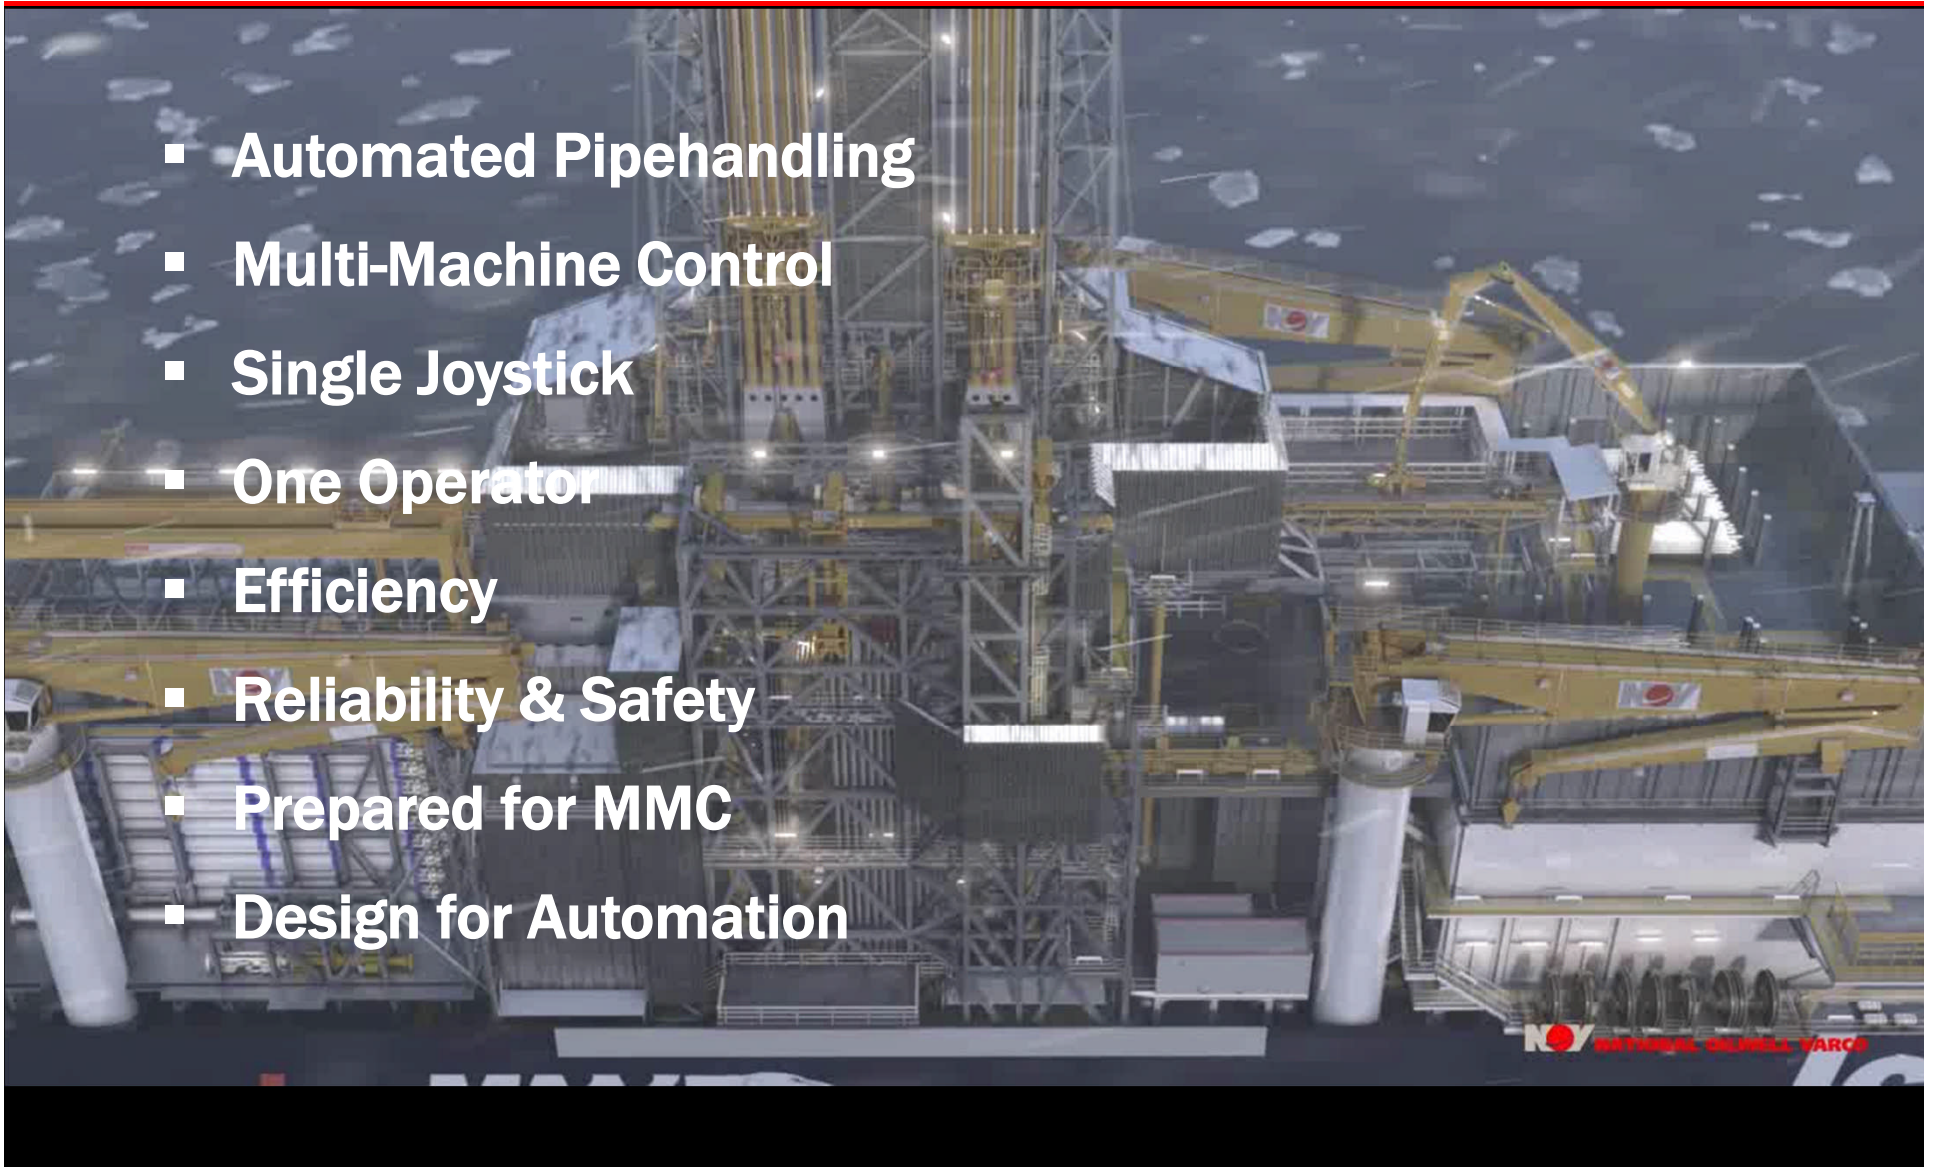 ▪ Automated Pipehandling
▪ Multi-Machine Control
▪ Single Joystick
▪ One Operator
▪ Efficiency
▪ Reliability & Safety
▪ Prepared for MMC
▪ Design for Automation
NOV NATIONAL OILWELL VARCO